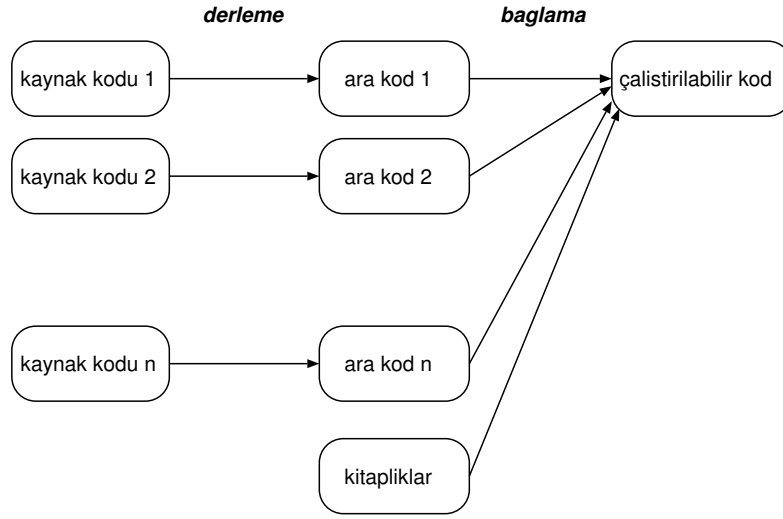 derleme
baglama
kaynak kodu 1
ara kod 1
çalistirilabilir kod
kaynak kodu 2
ara kod 2
kaynak kodu n
ara kod n
kitapliklar